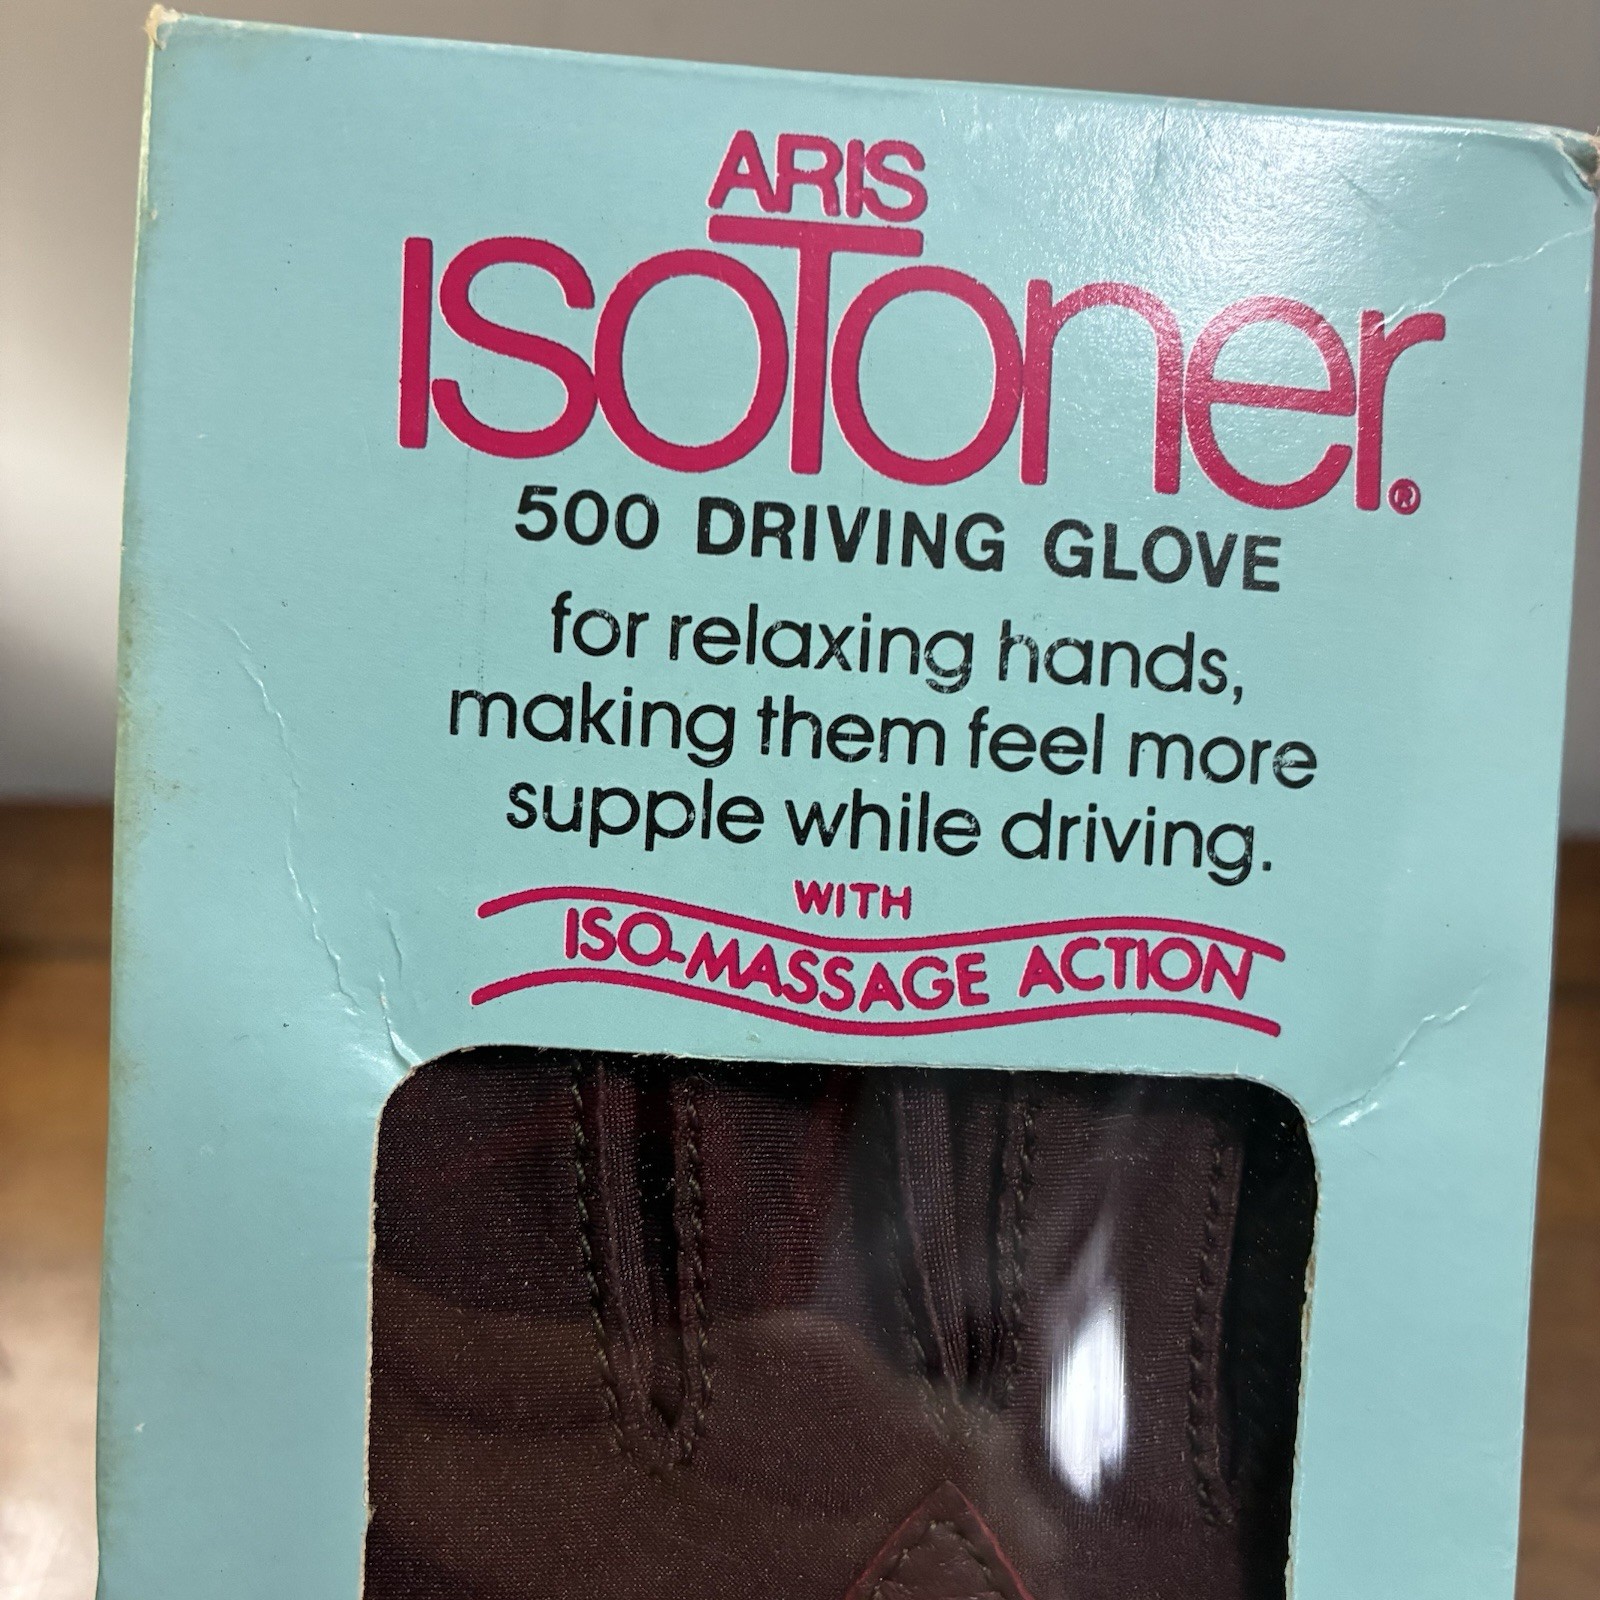 ARIS
ISOToner®
500 DRIVING GLOVE
for relaxing hands,
making them feel more
supple while driving.
WITH
ISO-MASSAGE ACTION